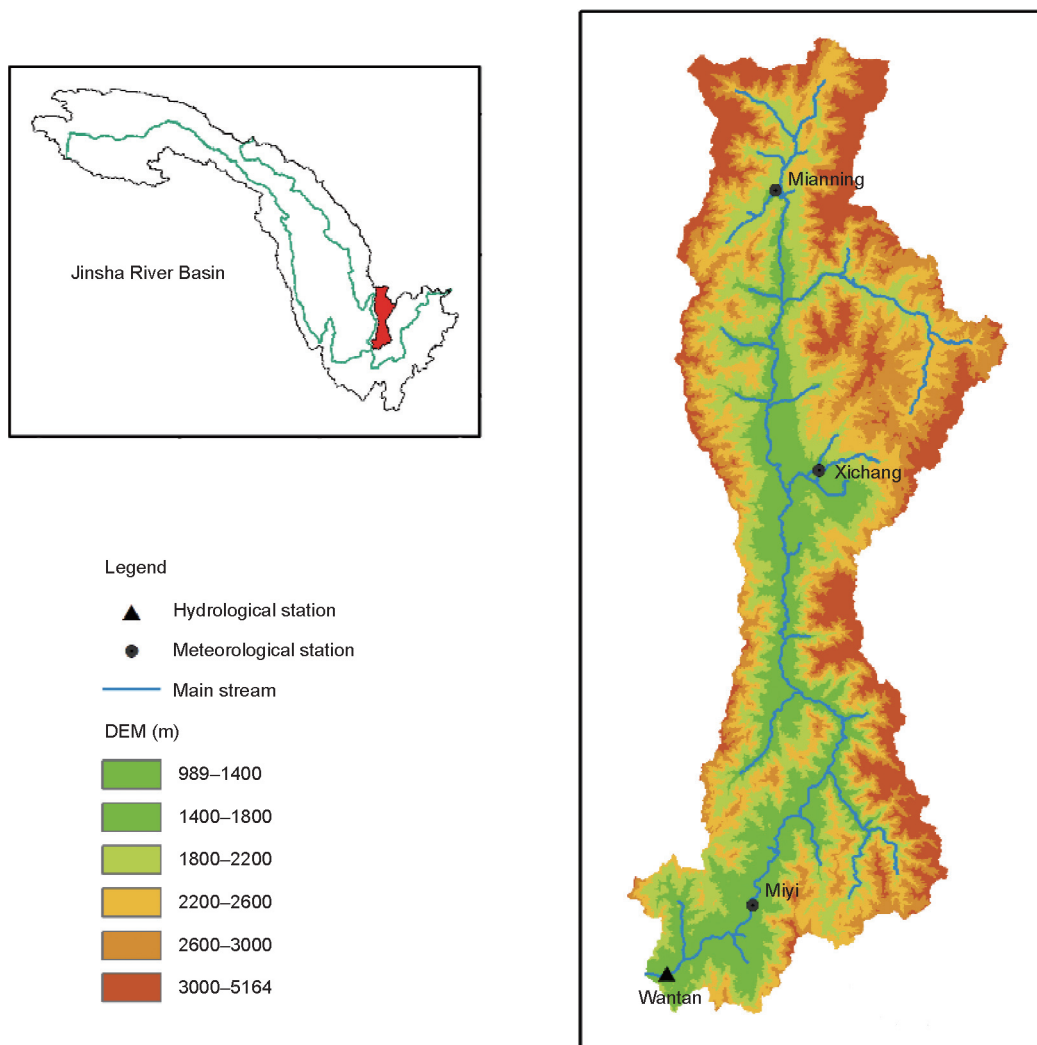 Jinsha River Basin
Legend
Hydrological station
Meteorological station
Main stream
DEM (m)
989–1400
1400–1800
1800–2200
2200–2600
2600–3000
3000–5164
Mianning
Xichang
Miyi
Wantan